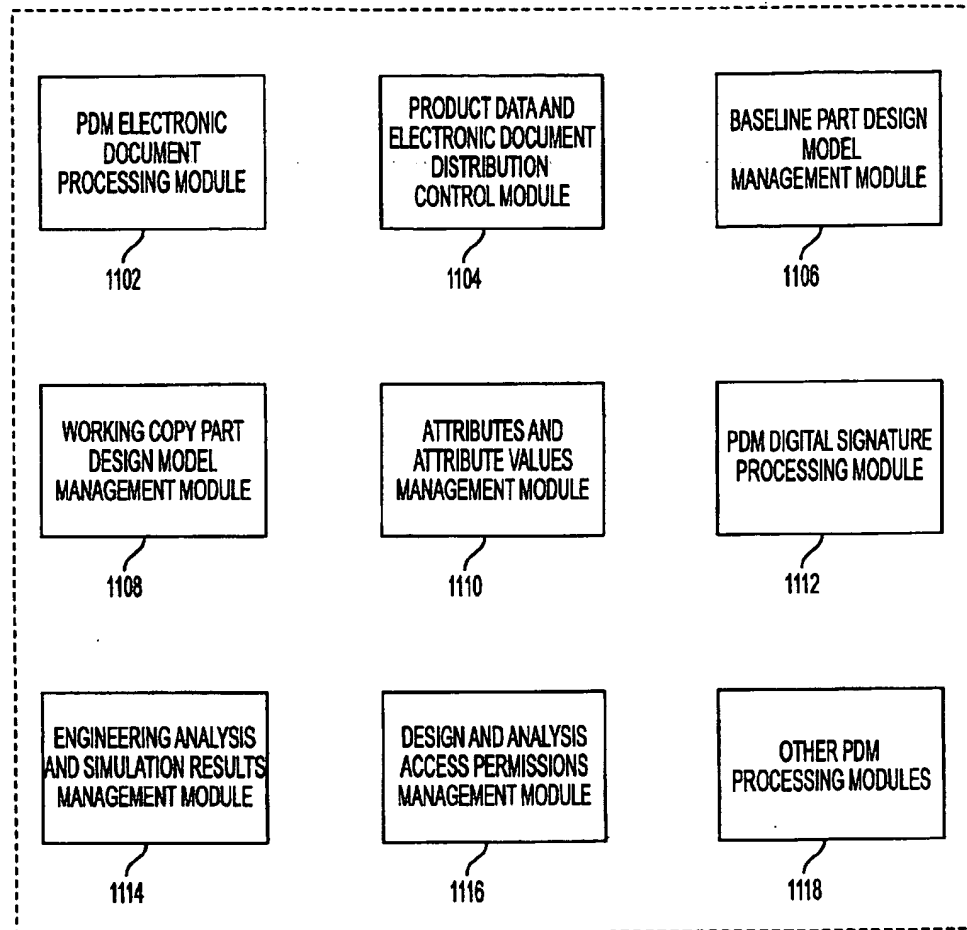 PDM ELECTRONIC
DOCUMENT
PROCESSING MODULE
1102
PRODUCT DATA AND
ELECTRONIC DOCUMENT
DISTRIBUTION
CONTROL MODULE
1104
BASELINE PART DESIGN
MODEL
MANAGEMENT MODULE
1106
WORKING COPY PART
DESIGN MODEL
MANAGEMENT MODULE
1108
ATTRIBUTES AND
ATTRIBUTE VALUES
MANAGEMENT MODULE
1110
PDM DIGITAL SIGNATURE
PROCESSING MODULE
1112
ENGINEERING ANALYSIS
AND SIMULATION RESULTS
MANAGEMENT MODULE
1114
DESIGN AND ANALYSIS
ACCESS PERMISSIONS
MANAGEMENT MODULE
1116
OTHER PDM
PROCESSING MODULES
1118